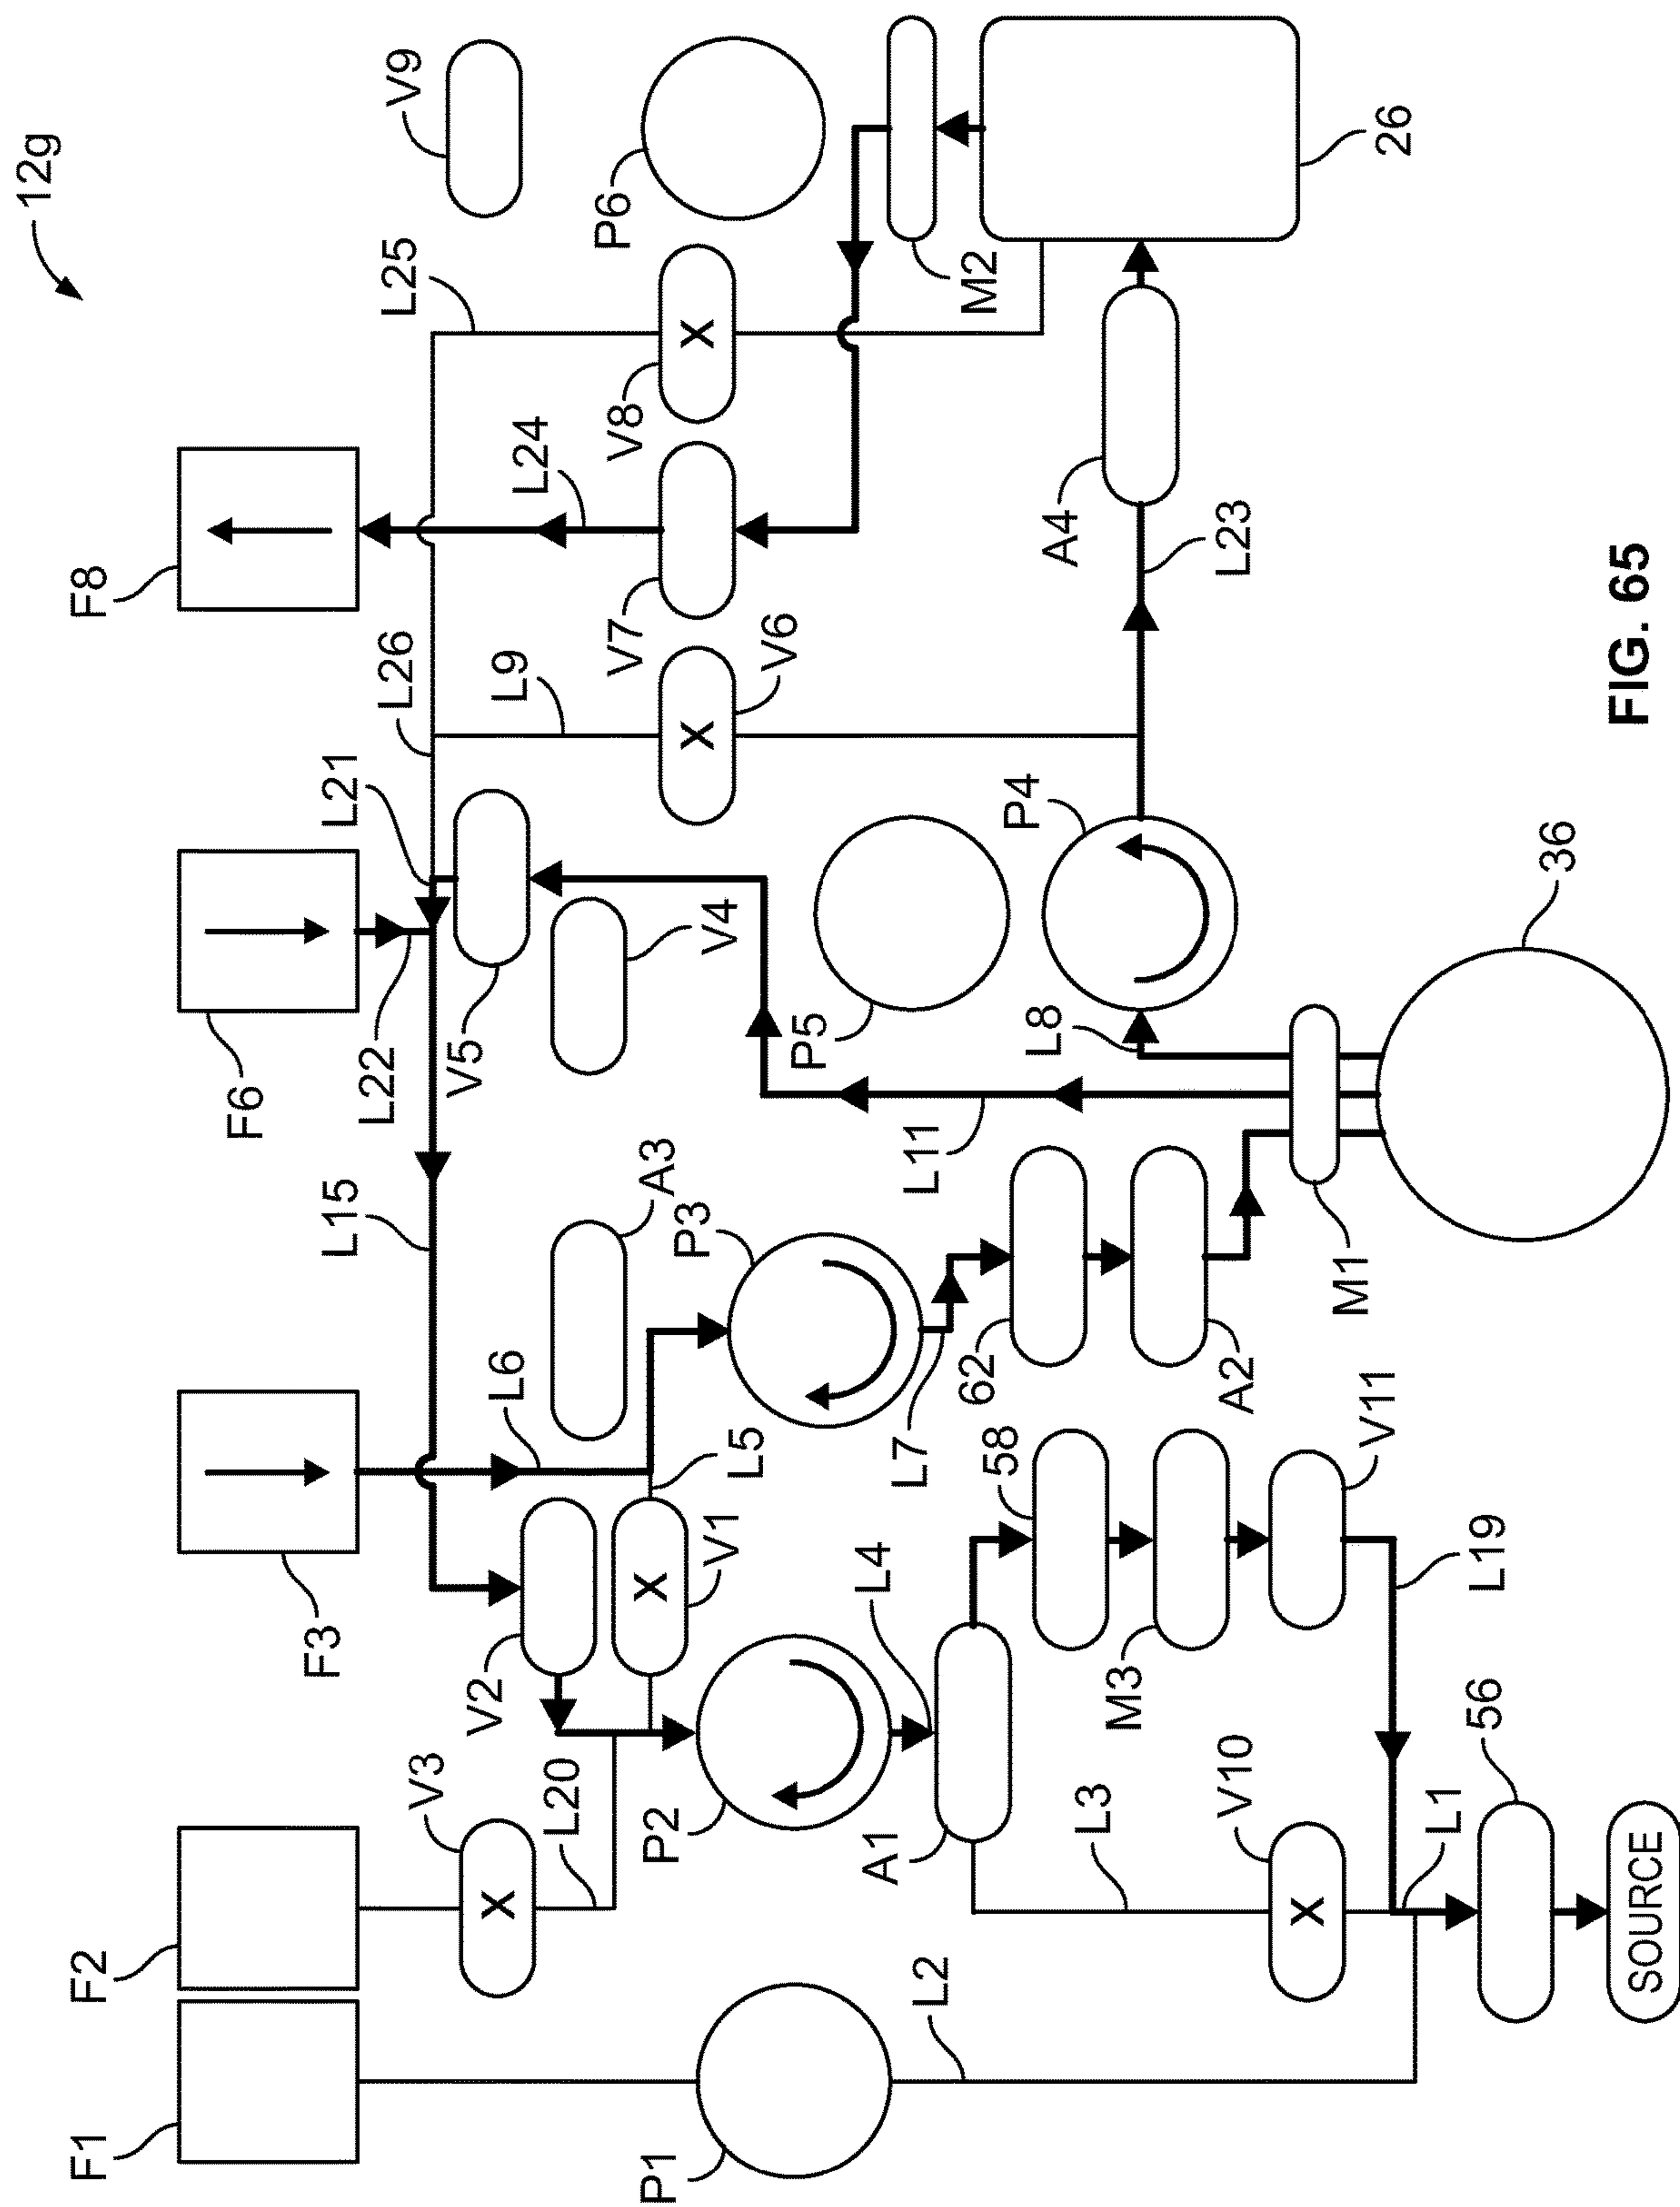 12g
F8
F6
F3
F2
F1
V9
L25
P6
L24
V8
M2
26
L26
L9
V7
V6
A4
L23
L21
L22
V5
V4
P5
P4
L8
36
L15
A3
P3
L11
M1
L6
L5
L7
62
A2
V2
V1
L4
58
V11
M3
L19
V3
L20
P2
A1
L3
V10
L1
56
SOURCE
P1
L2
X
X
X
X
X
FIG. 65